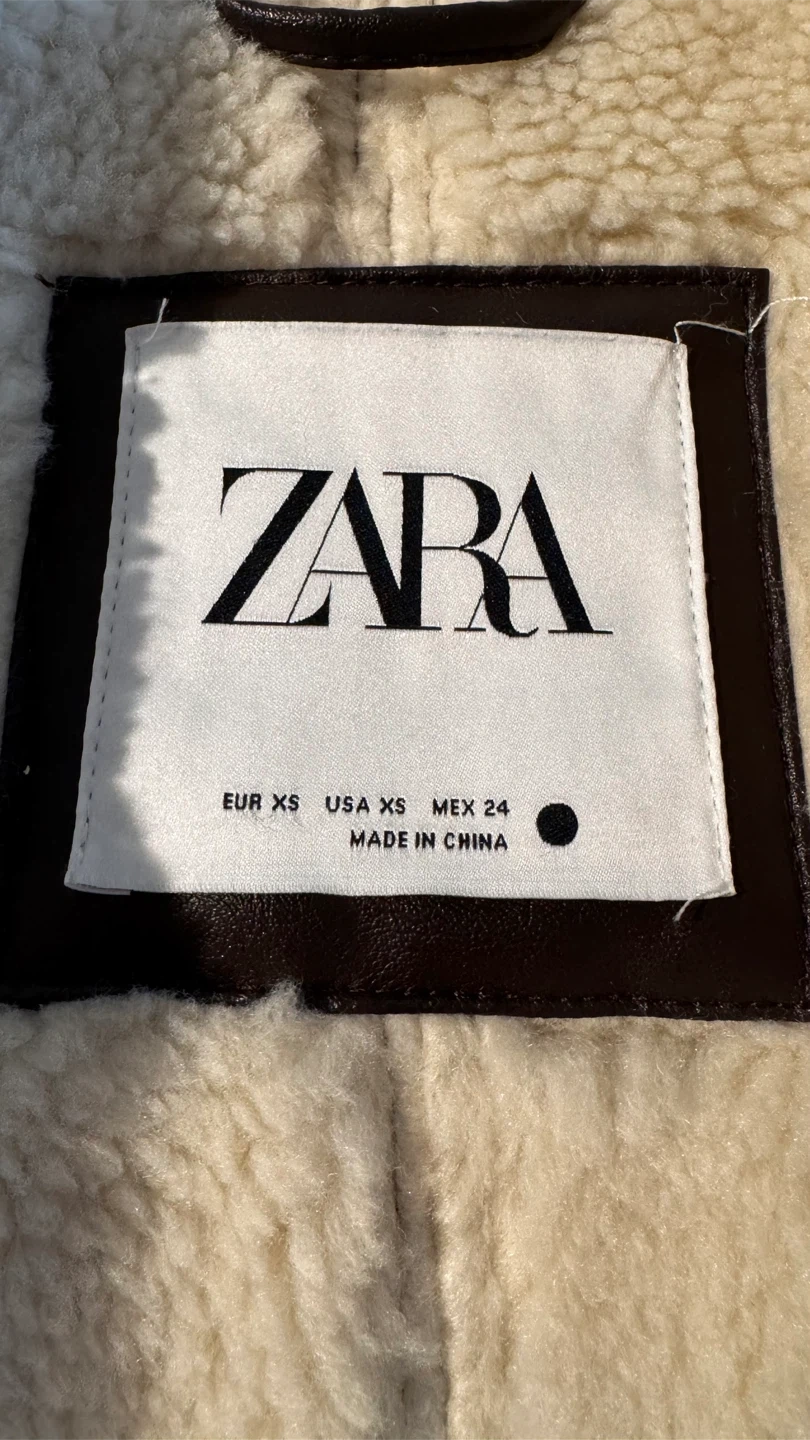 ZARA
EUR XS USA XS MEX 24
MADE IN CHINA